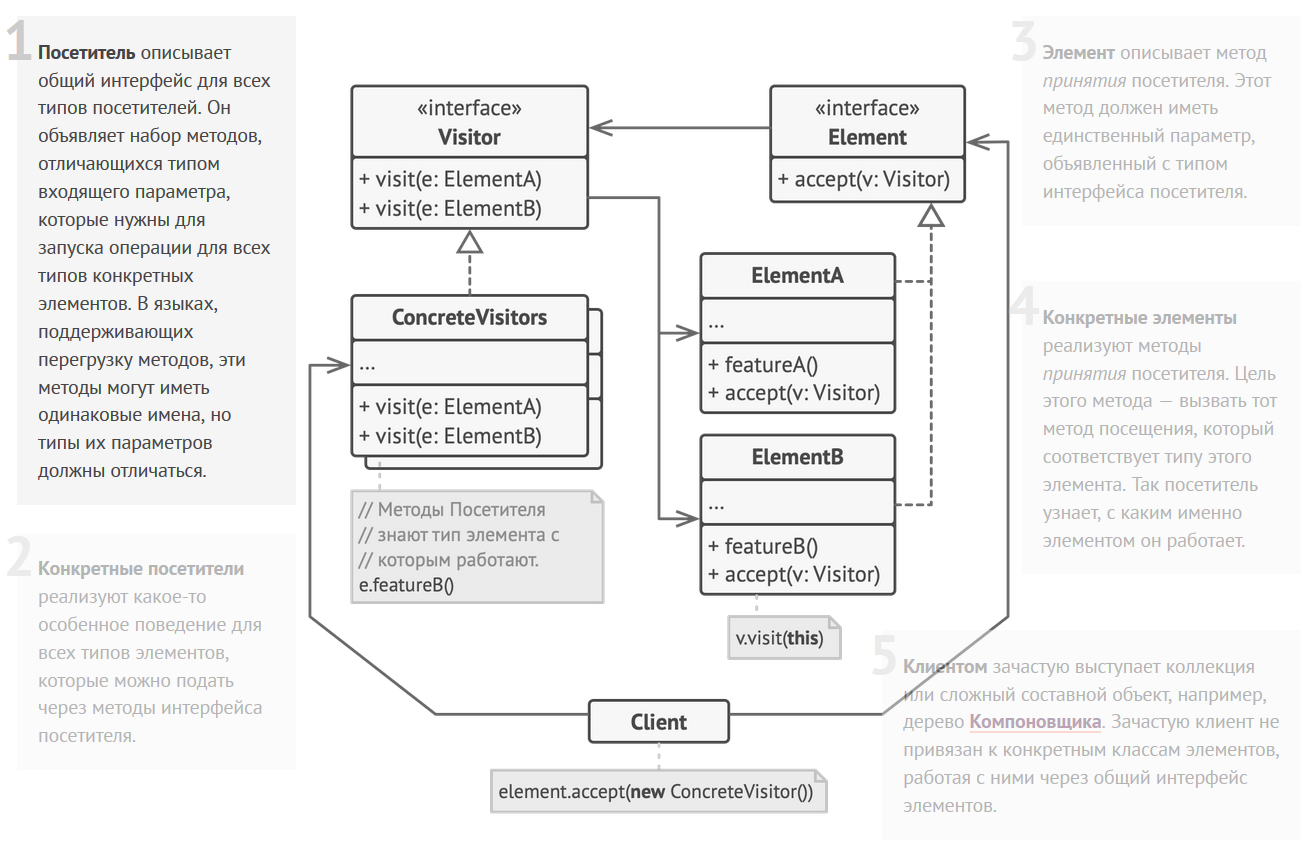 1
Посетитель описывает
общий интерфейс для всех
типов посетителей. Он
объявляет набор методов,
отличающихся типом
входящего параметра,
которые нужны для
запуска операции для всех
типов конкретных
элементов. В языках,
поддерживающих
перегрузку методов, эти
методы могут иметь
одинаковые имена, но
типы их параметров
должны отличаться.
2
Конкретные посетители
реализуют какое-то
особенное поведение для
всех типов элементов,
которые можно подать
через методы интерфейса
посетителя.
«interface»
Visitor
+ visit(e: ElementA)
+ visit(e: ElementB)
ConcreteVisitors
...
+ visit(e: ElementA)
+ visit(e: ElementB)
// Методы Посетителя
// знают тип элемента с
// которым работают.
e.featureB()
«interface»
Element
+ accept(v: Visitor)
ElementA
...
+ featureA()
+ accept(v: Visitor)
ElementB
...
+ featureB()
+ accept(v: Visitor)
v.visit(this)
Client
element.accept(new ConcreteVisitor())
3
Элемент описывает метод
принятия посетителя. Этот
метод должен иметь
единственный параметр,
объявленный с типом
интерфейса посетителя.
4
Конкретные элементы
реализуют методы
принятия посетителя. Цель
этого метода — вызвать тот
метод посещения, который
соответствует типу этого
элемента. Так посетитель
узнает, с каким именно
элементом он работает.
5
Клиентом зачастую выступает коллекция
или сложный составной объект, например,
дерево Компоновщика. Зачастую клиент не
привязан к конкретным классам элементов,
работая с ними через общий интерфейс
элементов.